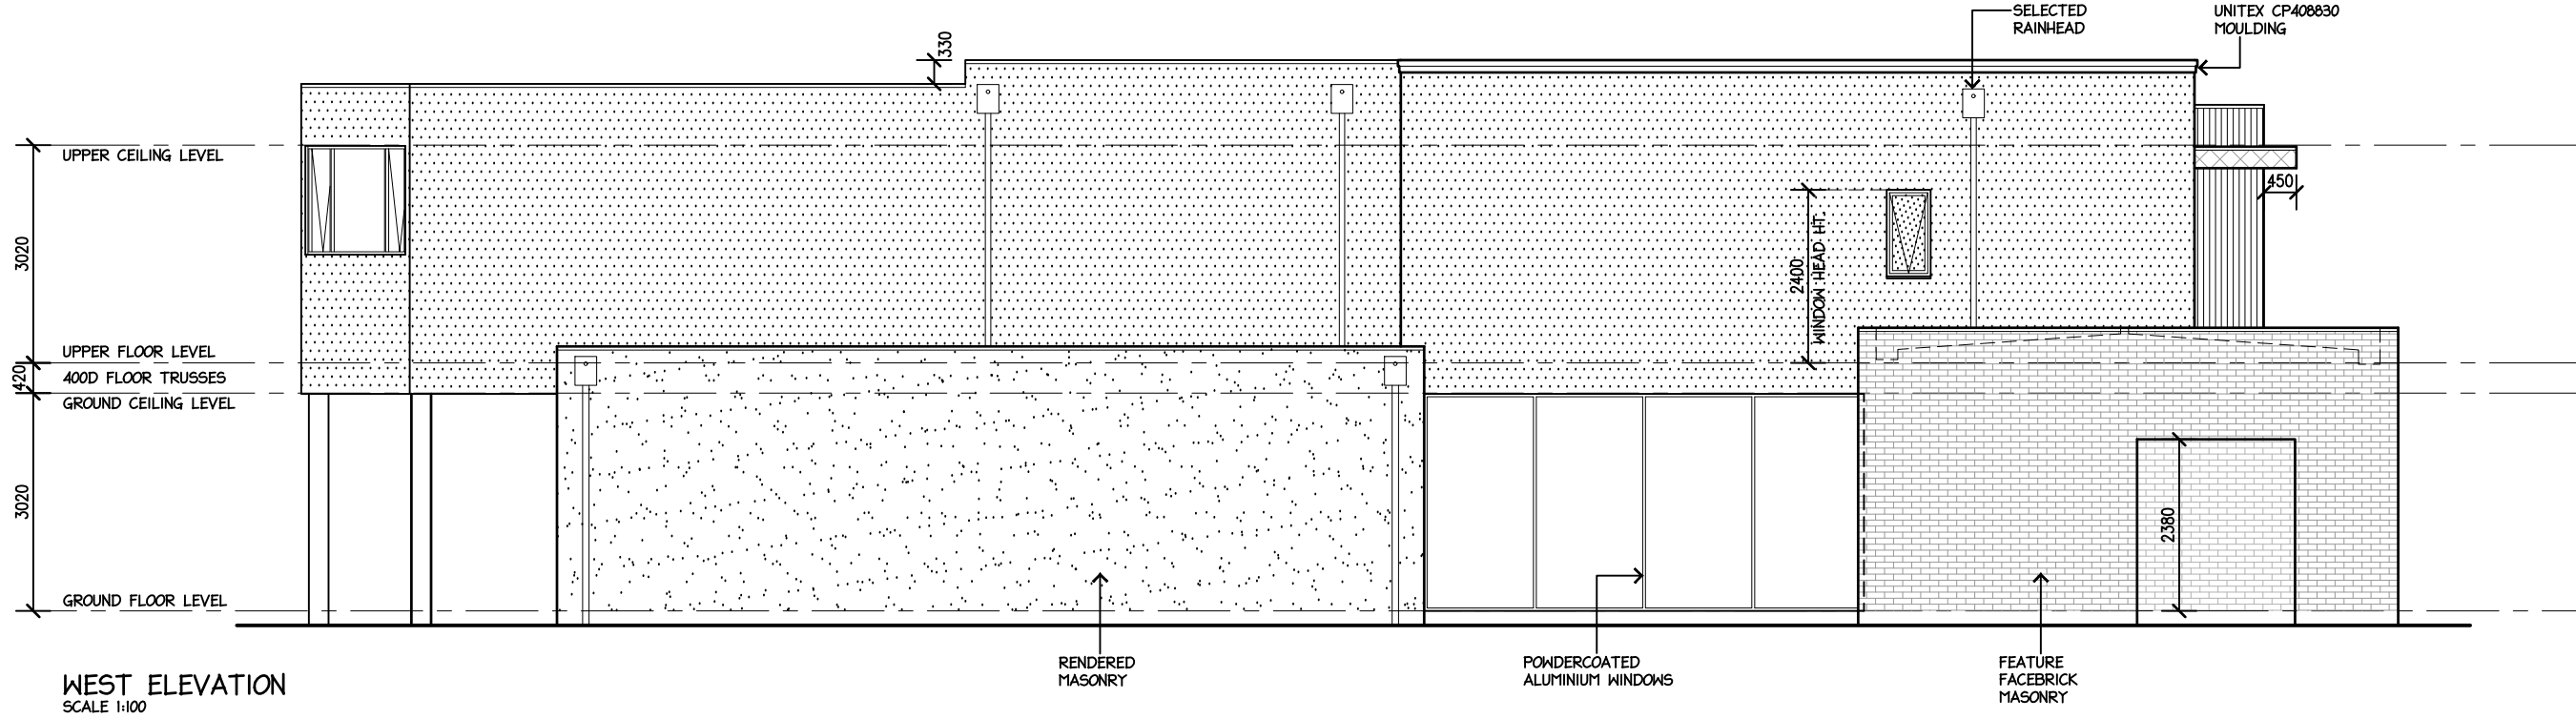 SELECTED
RAINHEAD
UNITEX CP408830
MOULDING
330
UPPER CEILING LEVEL
450
3020
2400
WINDOW HEAD HT.
UPPER FLOOR LEVEL
420
400D FLOOR TRUSSES
GROUND CEILING LEVEL
3020
2380
GROUND FLOOR LEVEL
RENDERED
MASONRY
POWDERCOATED
ALUMINIUM WINDOWS
FEATURE
FACEBRICK
MASONRY
WEST ELEVATION
SCALE 1:100